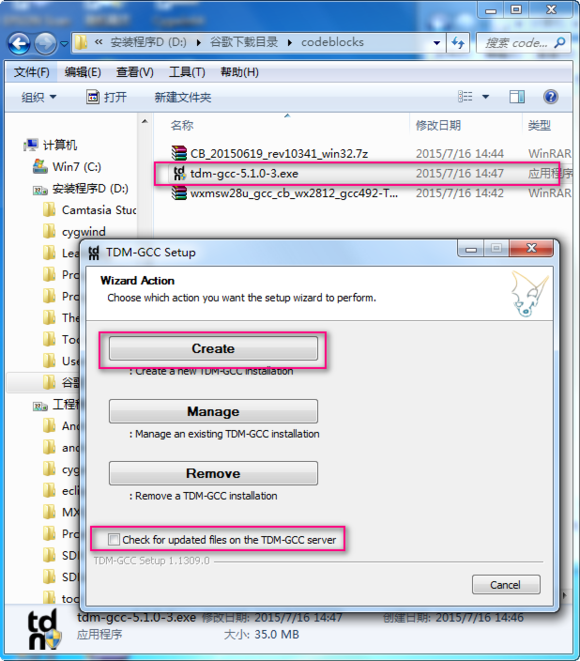 « 安装程序D (D:) ▸ 谷歌下载目录 ▸ codeblocks
搜索 code...
文件(F) 编辑(E) 查看(V) 工具(T) 帮助(H)
组织 打开 新建文件夹
名称 修改日期 类型
CB_20150619_rev10341_win32.7z 2015/7/16 14:44 WinRAR
tdm-gcc-5.1.0-3.exe 2015/7/16 14:47 应用程序
wxmsw28u_gcc_cb_wx2812_gcc492-T... 2015/7/16 14:42 WinRAR
计算机
Win7 (C:)
安装程序D (D:)
Camtasia Stud
cygwind
Lea
Pro
Pro
The
Too
Use
谷歌
工程
And
and
cyg
ecli
MX
Pro
SDI
SDI
tool
TDM-GCC Setup
Wizard Action
Choose which action you want the setup wizard to perform.
Create
: Create a new TDM-GCC installation
Manage
: Manage an existing TDM-GCC installation
Remove
: Remove a TDM-GCC installation
Check for updated files on the TDM-GCC server
TDM-GCC Setup 1.1309.0
Cancel
tdm-gcc-5.1.0-3.exe 修改日期: 2015/7/16 14:47 创建日期: 2015/7/16 14:46
应用程序 大小: 35.0 MB